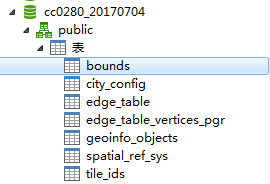 cc0280_20170704
public
表
bounds
city_config
edge_table
edge_table_vertices_pgr
geoinfo_objects
spatial_ref_sys
tile_ids